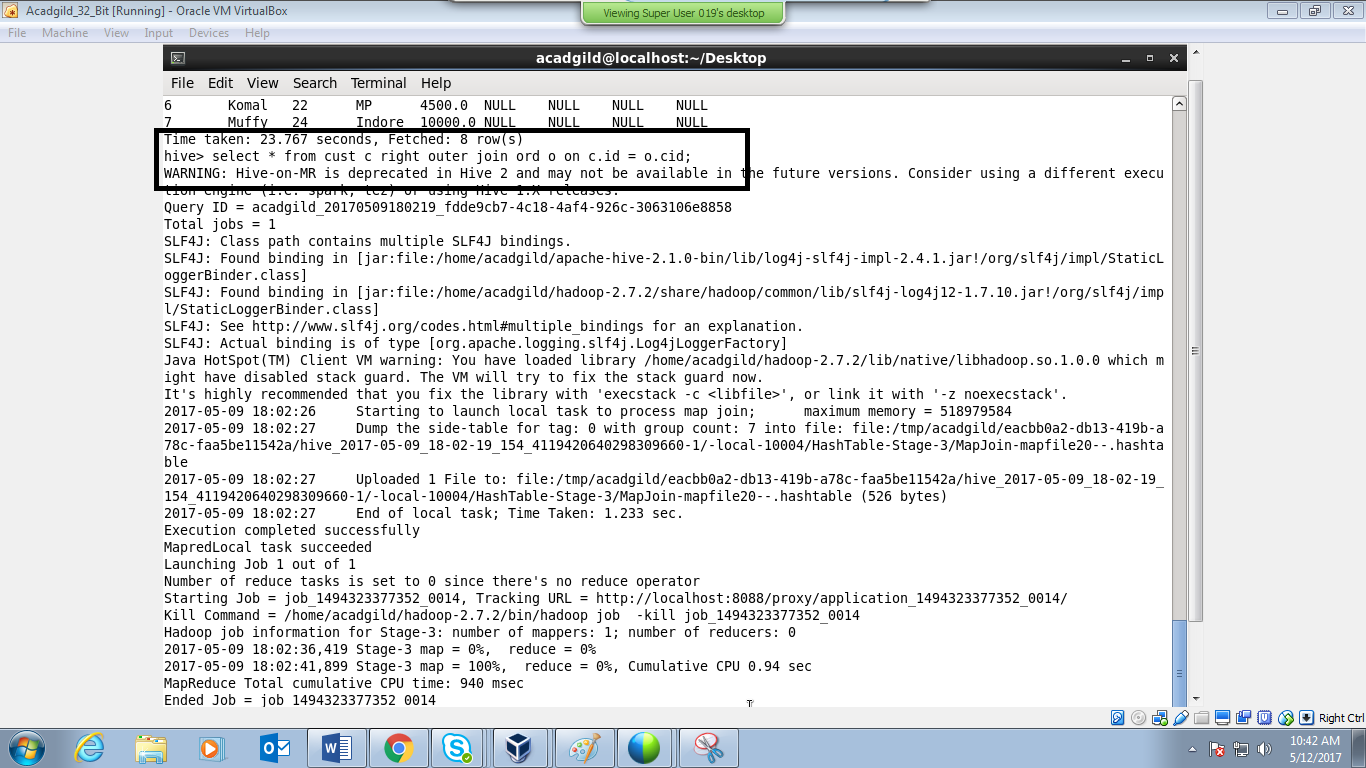 Acadgild_32_Bit [Running] - Oracle VM VirtualBox
Viewing Super User 019's desktop
File Machine View Input Devices Help
acadgild@localhost:~/Desktop
File Edit View Search Terminal Help
6 Komal 22 MP 4500.0 NULL NULL NULL NULL
7 Muffy 24 Indore 10000.0 NULL NULL NULL NULL
Time taken: 23.767 seconds, Fetched: 8 row(s)
hive> select * from cust c right outer join ord o on c.id = o.cid;
WARNING: Hive-on-MR is deprecated in Hive 2 and may not be available in the future versions. Consider using a different execu
tion engine (i.e. spark, tez) or using Hive 1.X releases.
Query ID = acadgild_20170509180219_fdde9cb7-4c18-4af4-926c-3063106e8858
Total jobs = 1
SLF4J: Class path contains multiple SLF4J bindings.
SLF4J: Found binding in [jar:file:/home/acadgild/apache-hive-2.1.0-bin/lib/log4j-slf4j-impl-2.4.1.jar!/org/slf4j/impl/StaticL
oggerBinder.class]
SLF4J: Found binding in [jar:file:/home/acadgild/hadoop-2.7.2/share/hadoop/common/lib/slf4j-log4j12-1.7.10.jar!/org/slf4j/imp
l/StaticLoggerBinder.class]
SLF4J: See http://www.slf4j.org/codes.html#multiple_bindings for an explanation.
SLF4J: Actual binding is of type [org.apache.logging.slf4j.Log4jLoggerFactory]
Java HotSpot(TM) Client VM warning: You have loaded library /home/acadgild/hadoop-2.7.2/lib/native/libhadoop.so.1.0.0 which m
ight have disabled stack guard. The VM will try to fix the stack guard now.
It's highly recommended that you fix the library with 'execstack -c <libfile>', or link it with '-z noexecstack'.
2017-05-09 18:02:26 Starting to launch local task to process map join; maximum memory = 518979584
2017-05-09 18:02:27 Dump the side-table for tag: 0 with group count: 7 into file: file:/tmp/acadgild/eacbb0a2-db13-419b-a
78c-faa5be11542a/hive_2017-05-09_18-02-19_154_4119420640298309660-1/-local-10004/HashTable-Stage-3/MapJoin-mapfile20--.hashta
ble
2017-05-09 18:02:27 Uploaded 1 File to: file:/tmp/acadgild/eacbb0a2-db13-419b-a78c-faa5be11542a/hive_2017-05-09_18-02-19_
154_4119420640298309660-1/-local-10004/HashTable-Stage-3/MapJoin-mapfile20--.hashtable (526 bytes)
2017-05-09 18:02:27 End of local task; Time Taken: 1.233 sec.
Execution completed successfully
MapredLocal task succeeded
Launching Job 1 out of 1
Number of reduce tasks is set to 0 since there's no reduce operator
Starting Job = job_1494323377352_0014, Tracking URL = http://localhost:8088/proxy/application_1494323377352_0014/
Kill Command = /home/acadgild/hadoop-2.7.2/bin/hadoop job -kill job_1494323377352_0014
Hadoop job information for Stage-3: number of mappers: 1; number of reducers: 0
2017-05-09 18:02:36,419 Stage-3 map = 0%, reduce = 0%
2017-05-09 18:02:41,899 Stage-3 map = 100%, reduce = 0%, Cumulative CPU 0.94 sec
MapReduce Total cumulative CPU time: 940 msec
Ended Job = job_1494323377352_0014
Right Ctrl
10:42 AM
5/12/2017